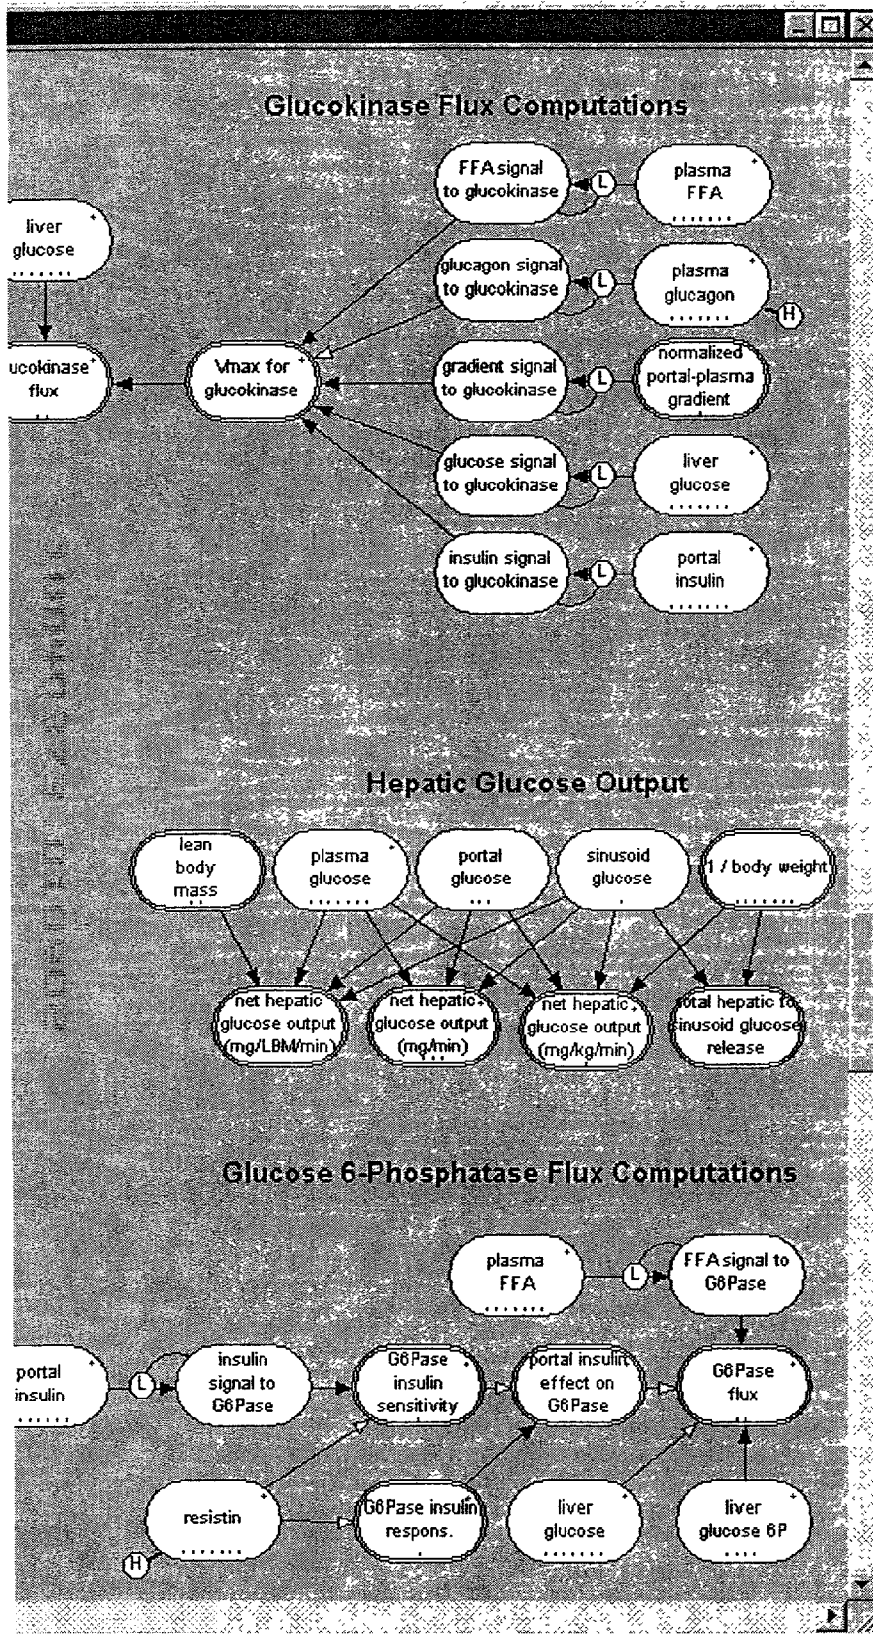 Glucokinase Flux Computations
FFA signal
to glucokinase
L
plasma
FFA
liver
glucose
glucagon signal
to glucokinase
L
plasma
glucagon
H
ucokinase
flux
Vmax for
glucokinase
gradient signal
to glucokinase
L
normalized
portal-plasma
gradient
glucose signal
to glucokinase
L
liver
glucose
insulin signal
to glucokinase
L
portal
insulin
Hepatic Glucose Output
lean
body
mass
plasma
glucose
portal
glucose
sinusoid
glucose
1 / body weight
net hepatic
glucose output
(mg/LBM/min)
net hepatic
glucose output
(mg/min)
net hepatic
glucose output
(mg/kg/min)
total hepatic to
sinusoid glucose
release
Glucose 6-Phosphatase Flux Computations
plasma
FFA
L
FFA signal to
G6Pase
portal
insulin
L
insulin
signal to
G6Pase
G6Pase
insulin
sensitivity
portal insulin
effect on
G6Pase
G6Pase
flux
resistin
H
G6Pase insulin
respons.
liver
glucose
liver
glucose 6P